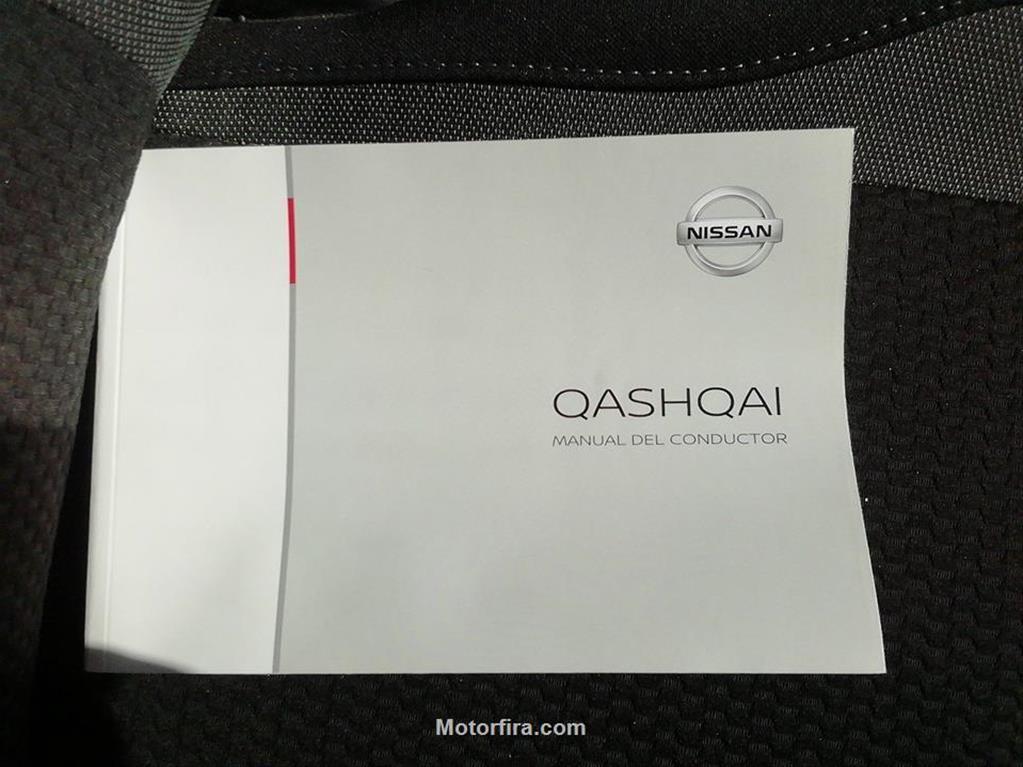 NISSAN
QASHQAI
MANUAL DEL CONDUCTOR
Motorfira.com